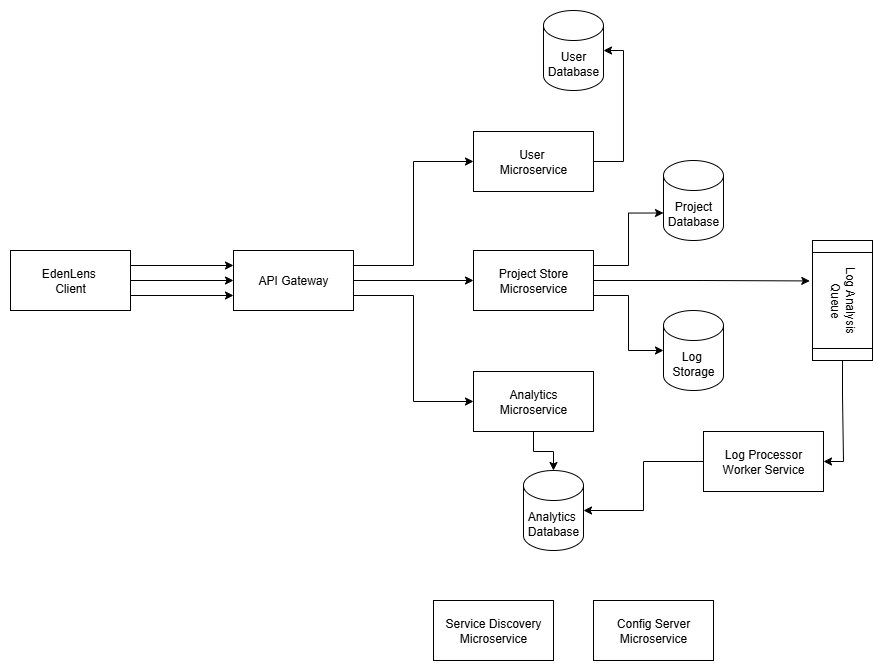 User
Database
User
Microservice
Project
Database
EdenLens
Client
API Gateway
Project Store
Microservice
Log Analysis
Queue
Log
Storage
Analytics
Microservice
Log Processor
Worker Service
Analytics
Database
Service Discovery
Microservice
Config Server
Microservice